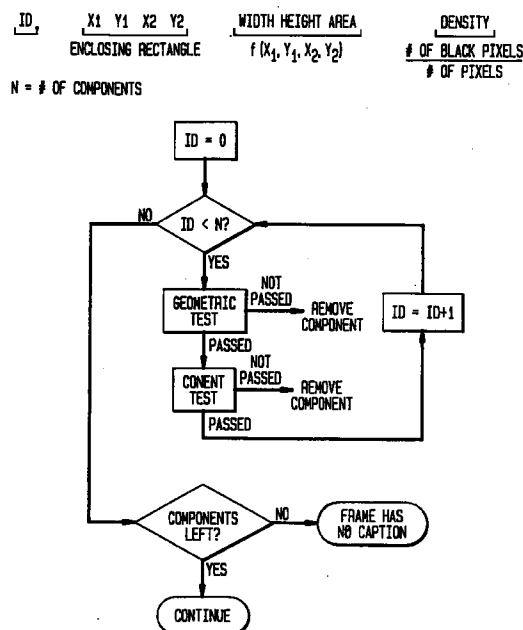 ID, X1 Y1 X2 Y2 WIDTH HEIGHT AREA DENSITY
ENCLOSING RECTANGLE f (X1, Y1, X2, Y2) # OF BLACK PIXELS
# OF PIXELS
N = # OF COMPONENTS
ID = 0
NO
ID < N?
YES
GEOMETRIC
TEST
NOT
PASSED
REMOVE
COMPONENT
ID = ID+1
PASSED
CONENT
TEST
NOT
PASSED
REMOVE
COMPONENT
PASSED
COMPONENTS
LEFT?
NO
FRAME HAS
NO CAPTION
YES
CONTINUE